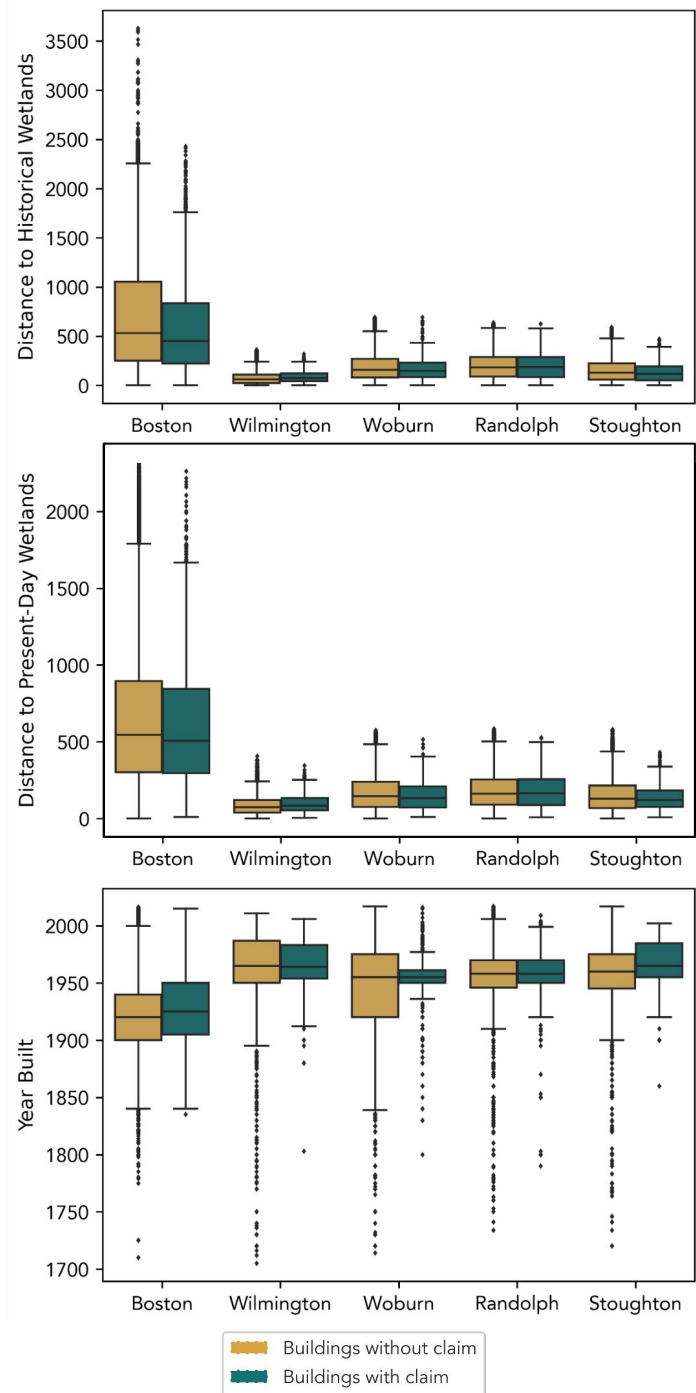 Distance to Historical Wetlands
3500
3000
2500
2000
1500
1000
500
0
Boston Wilmington Woburn Randolph Stoughton
Distance to Present-Day Wetlands
2000
1500
1000
500
0
Boston Wilmington Woburn Randolph Stoughton
Year Built
2000
1950
1900
1850
1800
1750
1700
Boston Wilmington Woburn Randolph Stoughton
Buildings without claim
Buildings with claim